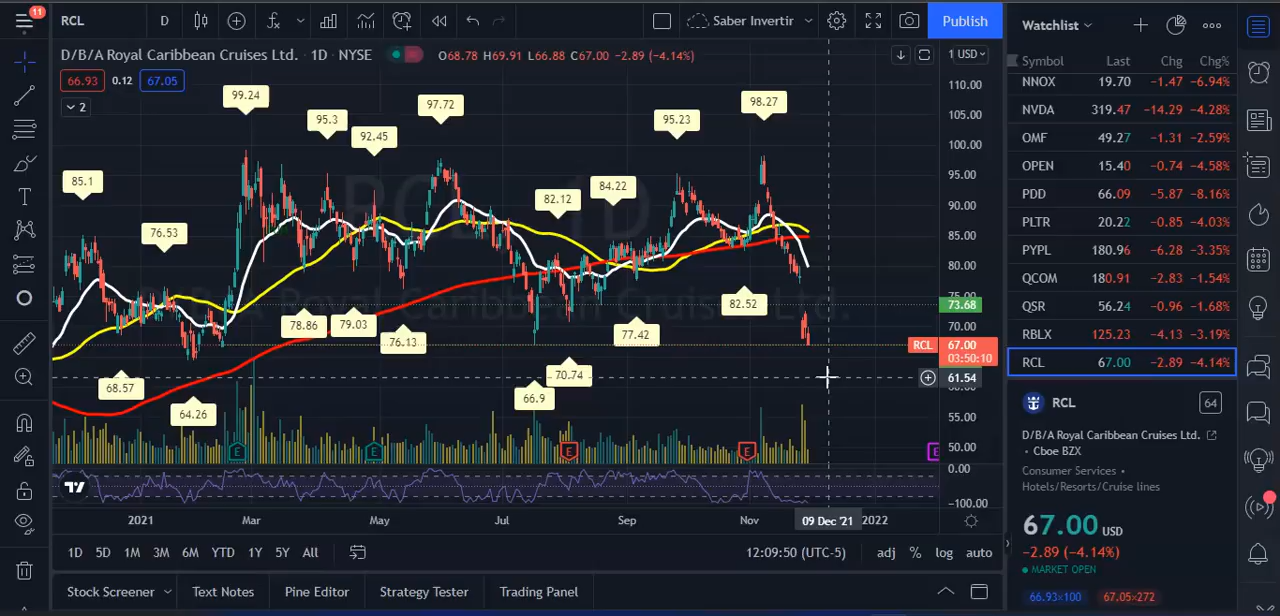 11
RCL
D
Saber Invertir
Publish
D/B/A Royal Caribbean Cruises Ltd. · 1D · NYSE
O68.78 H69.91 L66.88 C67.00 −2.89 (−4.14%)
USD
66.93
0.12
67.05
2
110.00
105.00
100.00
95.00
90.00
85.00
80.00
75.00
73.68
70.00
RCL
67.00
03:50:10
61.54
55.00
50.00
0.00
−100.00
85.1
76.53
99.24
95.3
92.45
97.72
82.12
84.22
95.23
98.27
68.57
64.26
78.86
79.03
76.13
66.9
70.74
77.42
82.52
E
E
E
E
E
RCL, 1D
D/B/A Royal Caribbean Cruises Ltd.
2021
Mar
May
Jul
Sep
Nov
09 Dec '21
2022
1D
5D
1M
3M
6M
YTD
1Y
5Y
All
12:09:50 (UTC-5)
adj
%
log
auto
Stock Screener
Text Notes
Pine Editor
Strategy Tester
Trading Panel
Watchlist
Symbol Last Chg Chg%
NNOX 19.70 −1.47 −6.94%
NVDA 319.47 −14.29 −4.28%
OMF 49.27 −1.31 −2.59%
OPEN 15.40 −0.74 −4.58%
PDD 66.09 −5.87 −8.16%
PLTR 20.22 −0.85 −4.03%
PYPL 180.96 −6.28 −3.35%
QCOM 180.91 −2.83 −1.54%
QSR 56.24 −0.96 −1.68%
RBLX 125.23 −4.13 −3.19%
RCL 67.00 −2.89 −4.14%
RCL
64
D/B/A Royal Caribbean Cruises Ltd.
• Cboe BZX
Consumer Services •
Hotels/Resorts/Cruise lines
67.00 USD
−2.89 (−4.14%)
MARKET OPEN
66.93×100
67.05×272